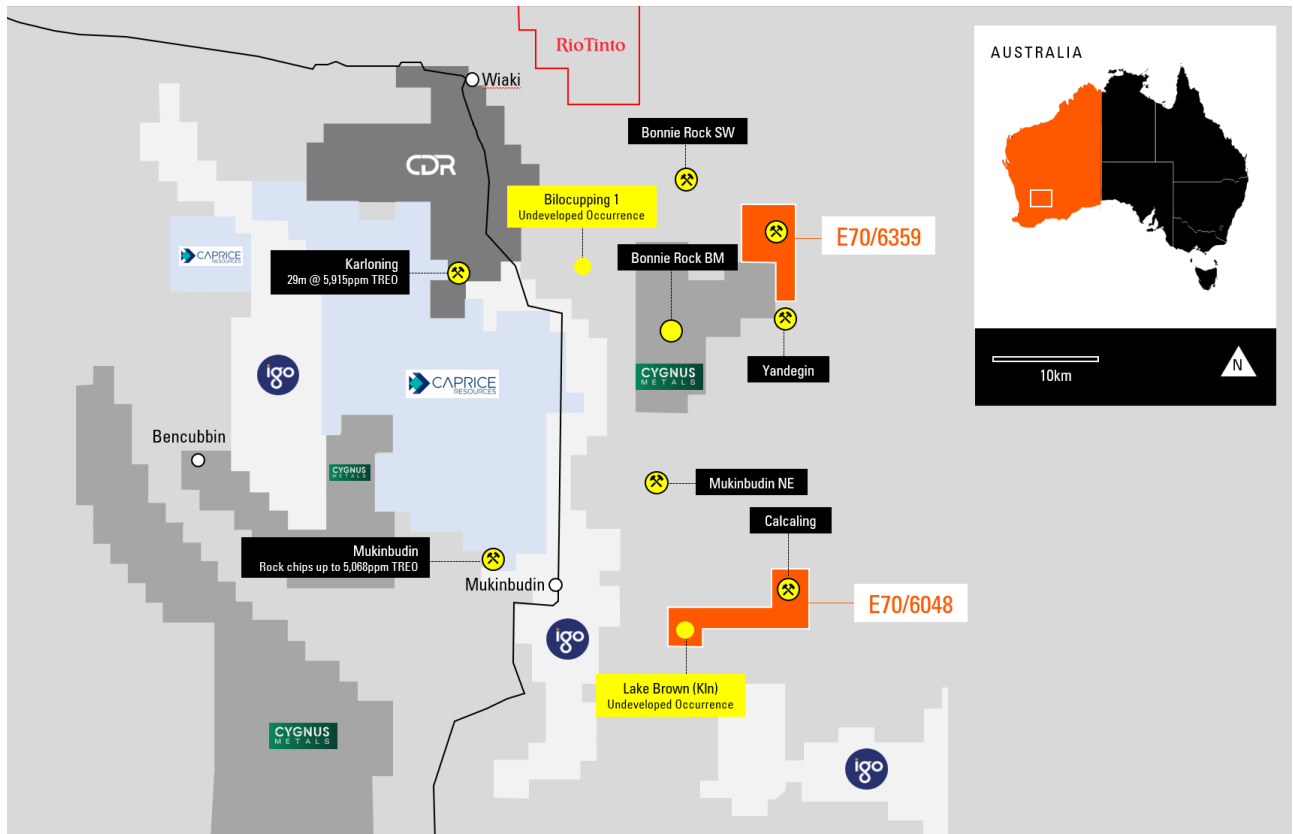 RioTinto
AUSTRALIA
Wiaki
Bonnie Rock SW
CDR
Bilocupping 1
Undeveloped Occurrence
E70/6359
CAPRICE
RESOURCES
Karloning
29m @ 5,915ppm TREO
Bonnie Rock BM
Yandegin
10km
N
igo
CAPRICE
RESOURCES
CYGNUS
METALS
Bencubbin
CYGNUS
METALS
Mukinbudin NE
Calcaling
Mukinbudin
Rock chips up to 5,068ppm TREO
Mukinbudin
E70/6048
igo
Lake Brown (Kln)
Undeveloped Occurrence
CYGNUS
METALS
igo